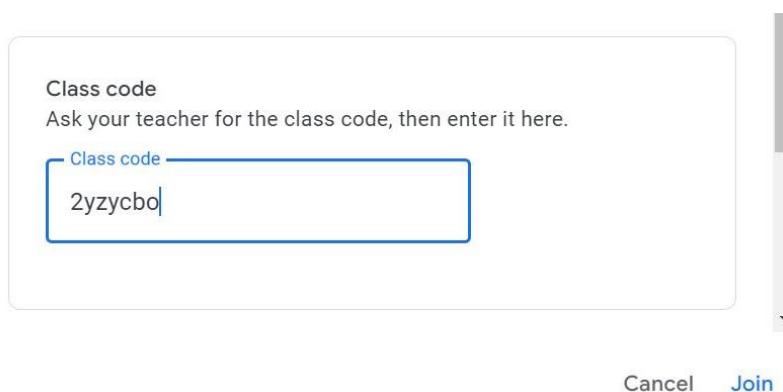 Class code
Ask your teacher for the class code, then enter it here.
Class code
2yzycbo
Cancel Join